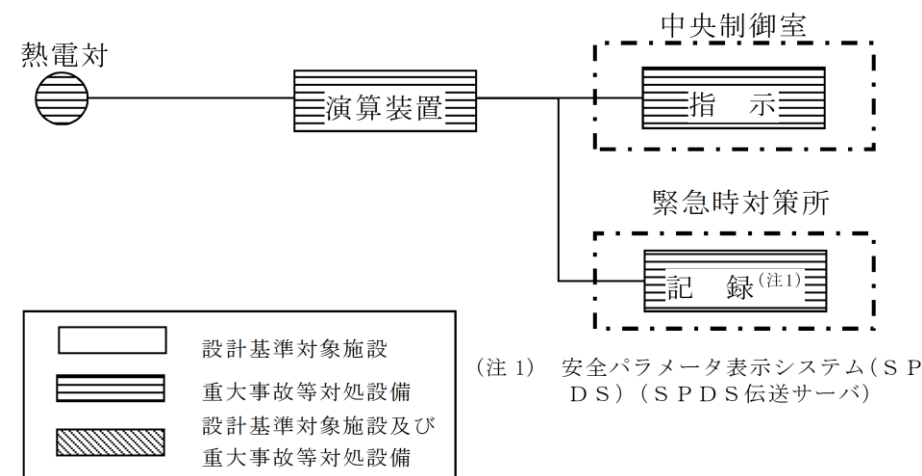 中央制御室
熱電対
演算装置
指 示
緊急時対策所
記 録(注1)
設計基準対象施設
重大事故等対処設備
設計基準対象施設及び
重大事故等対処設備
(注 1) 安全パラメータ表示システム(SP
DS)(SPDS伝送サーバ)